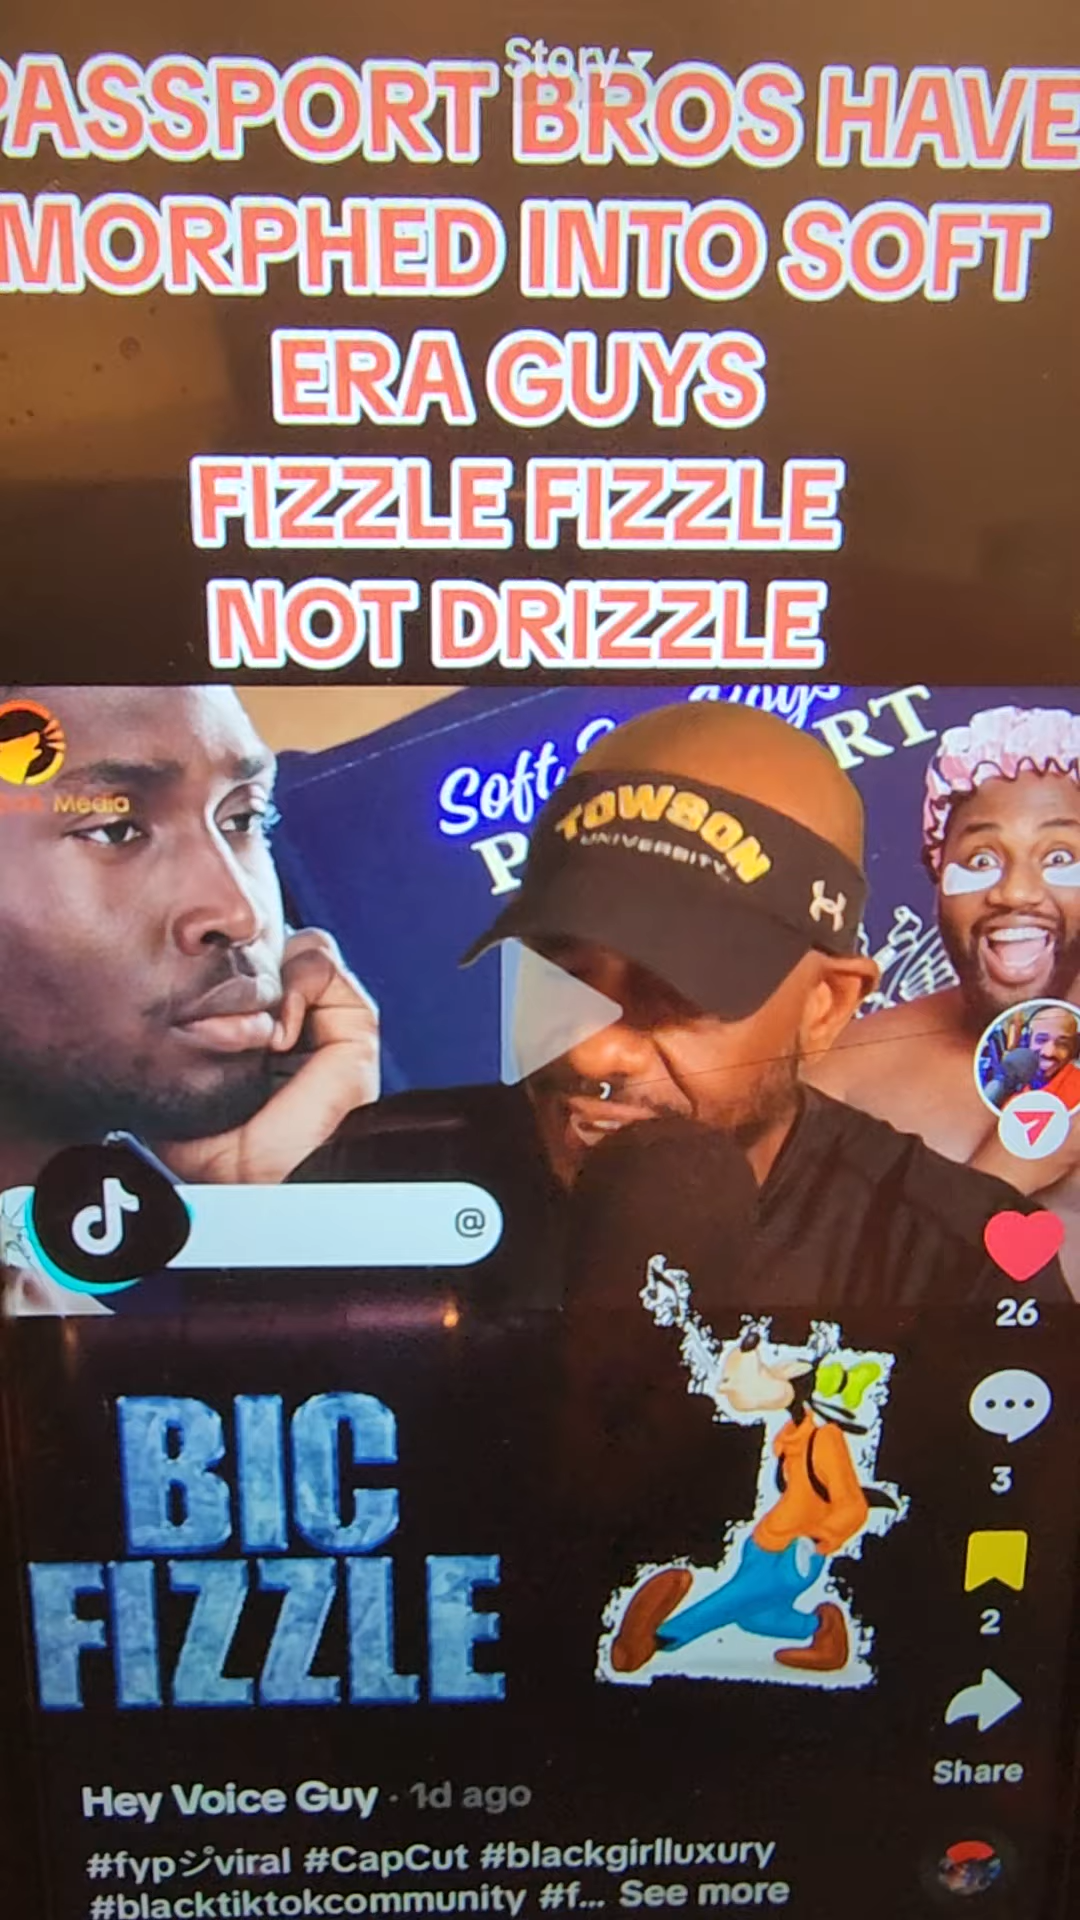 Story
PASSPORT BROS HAVE
MORPHED INTO SOFT
ERA GUYS
FIZZLE FIZZLE
NOT DRIZZLE
Media
Soft
RT
P
TOWSON
UNIVERSITY
@
26
3
2
BIG
FIZZLE
Share
Hey Voice Guy · 1d ago
#fypシviral #CapCut #blackgirlluxury
#blacktiktokcommunity #f... See more